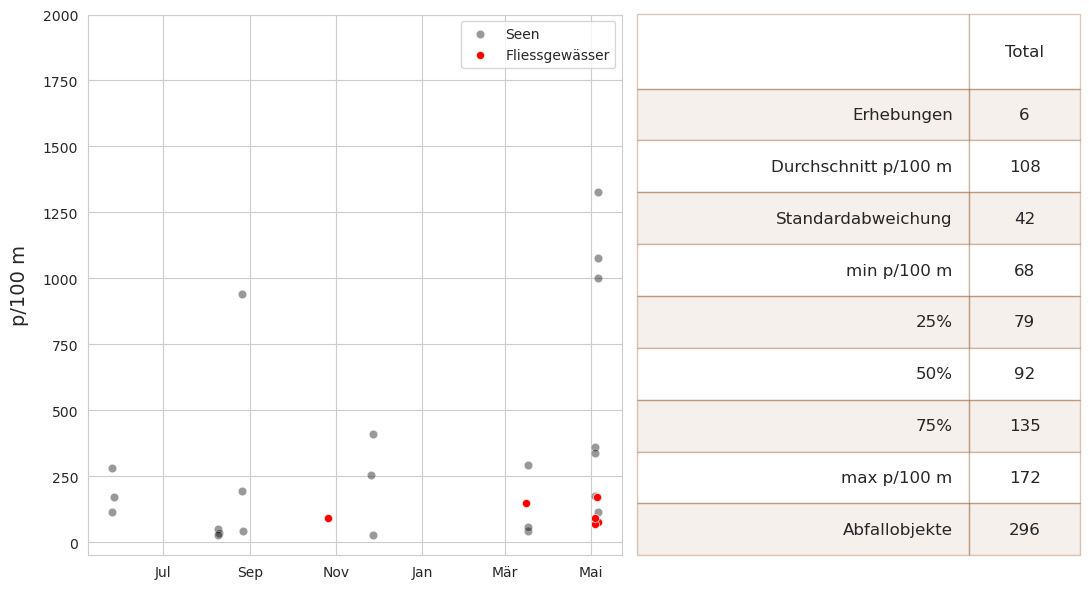 p/100 m
2000
1750
1500
1250
1000
750
500
250
0
Jul Sep Nov Jan Mär Mai
Seen
Fliessgewässer
Total
Erhebungen 6
Durchschnitt p/100 m 108
Standardabweichung 42
min p/100 m 68
25% 79
50% 92
75% 135
max p/100 m 172
Abfallobjekte 296